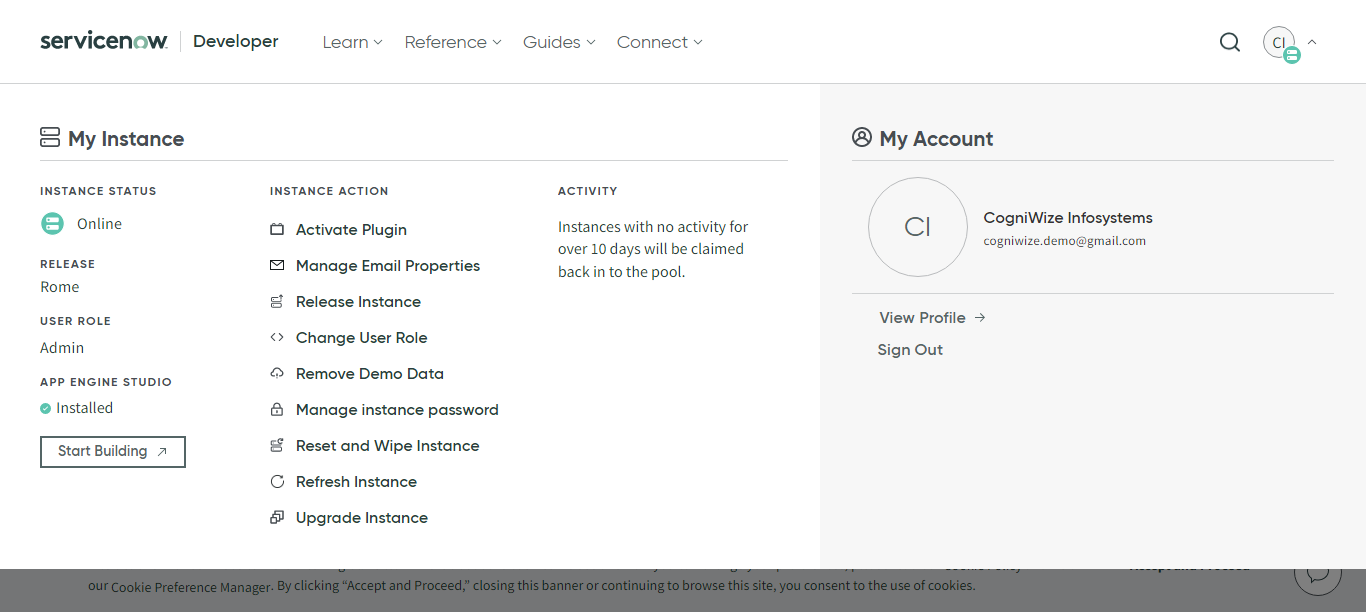 servicenow Developer Learn Reference Guides Connect CI
My Instance
INSTANCE STATUS
Online
RELEASE
Rome
USER ROLE
Admin
APP ENGINE STUDIO
Installed
Start Building
INSTANCE ACTION
Activate Plugin
Manage Email Properties
Release Instance
Change User Role
Remove Demo Data
Manage instance password
Reset and Wipe Instance
Refresh Instance
Upgrade Instance
ACTIVITY
Instances with no activity for
over 10 days will be claimed
back in to the pool.
My Account
CI
CogniWize Infosystems
cogniwize.demo@gmail.com
View Profile
Sign Out
Cookie Policy
Accept and Proceed
our Cookie Preference Manager. By clicking “Accept and Proceed,” closing this banner or continuing to browse this site, you consent to the use of cookies.